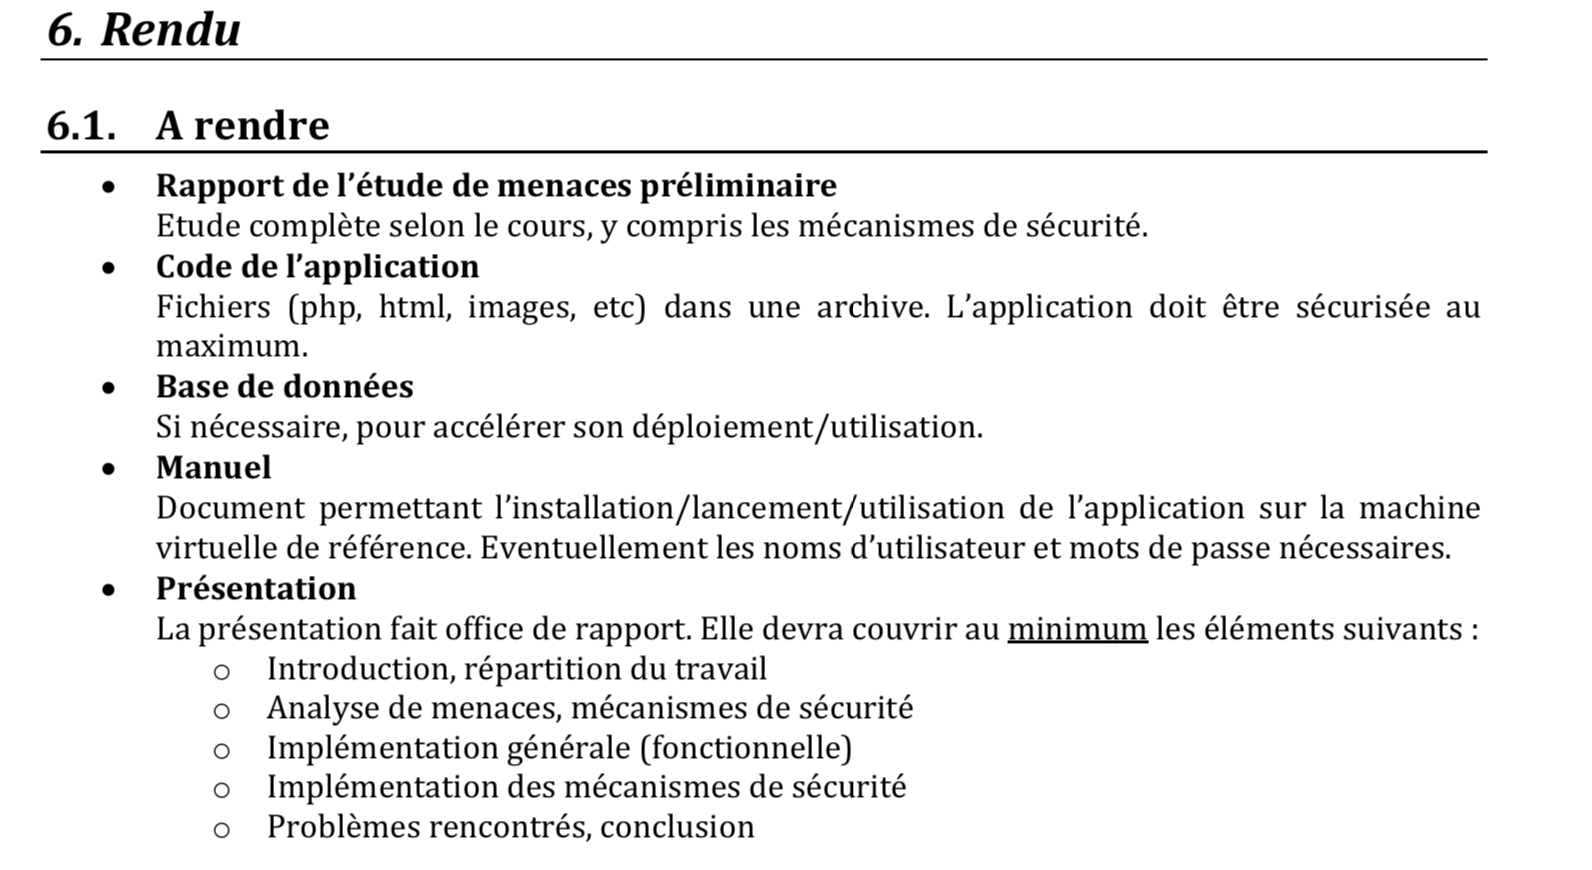 6. Rendu
6.1. A rendre
• Rapport de l’étude de menaces préliminaire
Etude complète selon le cours, y compris les mécanismes de sécurité.
• Code de l’application
Fichiers (php, html, images, etc) dans une archive. L’application doit être sécurisée au
maximum.
• Base de données
Si nécessaire, pour accélérer son déploiement/utilisation.
• Manuel
Document permettant l’installation/lancement/utilisation de l’application sur la machine
virtuelle de référence. Eventuellement les noms d’utilisateur et mots de passe nécessaires.
• Présentation
La présentation fait office de rapport. Elle devra couvrir au minimum les éléments suivants :
o Introduction, répartition du travail
o Analyse de menaces, mécanismes de sécurité
o Implémentation générale (fonctionnelle)
o Implémentation des mécanismes de sécurité
o Problèmes rencontrés, conclusion